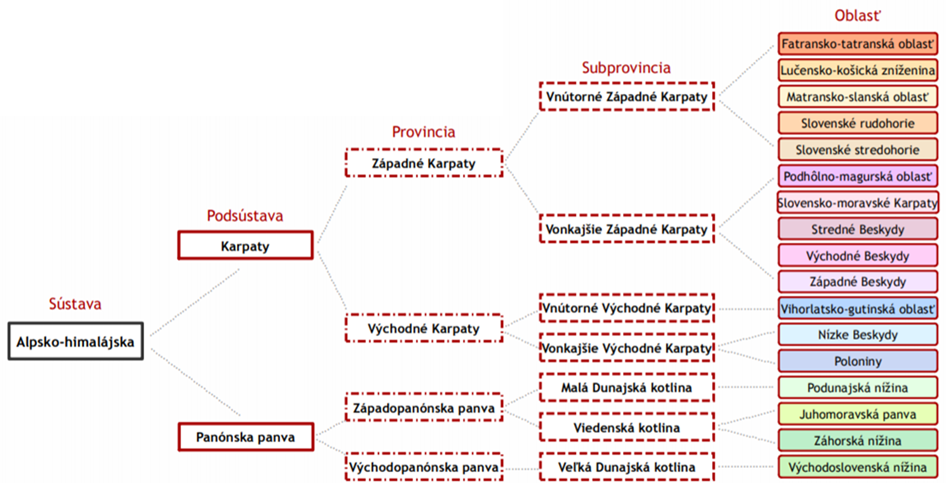 Oblasť
Fatransko-tatranská oblasť
Subprovincia
Lučensko-košická zníženina
Vnútorné Západné Karpaty
Matransko-slanská oblasť
Provincia
Slovenské rudohorie
Západné Karpaty
Slovenské stredohorie
Podhôlno-magurská oblasť
Podsústava
Slovensko-moravské Karpaty
Vonkajšie Západné Karpaty
Stredné Beskydy
Karpaty
Východné Beskydy
Západné Beskydy
Sústava
Vnútorné Východné Karpaty
Vihorlatsko-gutinská oblasť
Východné Karpaty
Nízke Beskydy
Alpsko-himalájska
Vonkajšie Východné Karpaty
Poloniny
Malá Dunajská kotlina
Podunajská nížina
Západopanónska panva
Juhomoravská panva
Viedenská kotlina
Panónska panva
Záhorská nížina
Východopanónska panva
Veľká Dunajská kotlina
Východoslovenská nížina